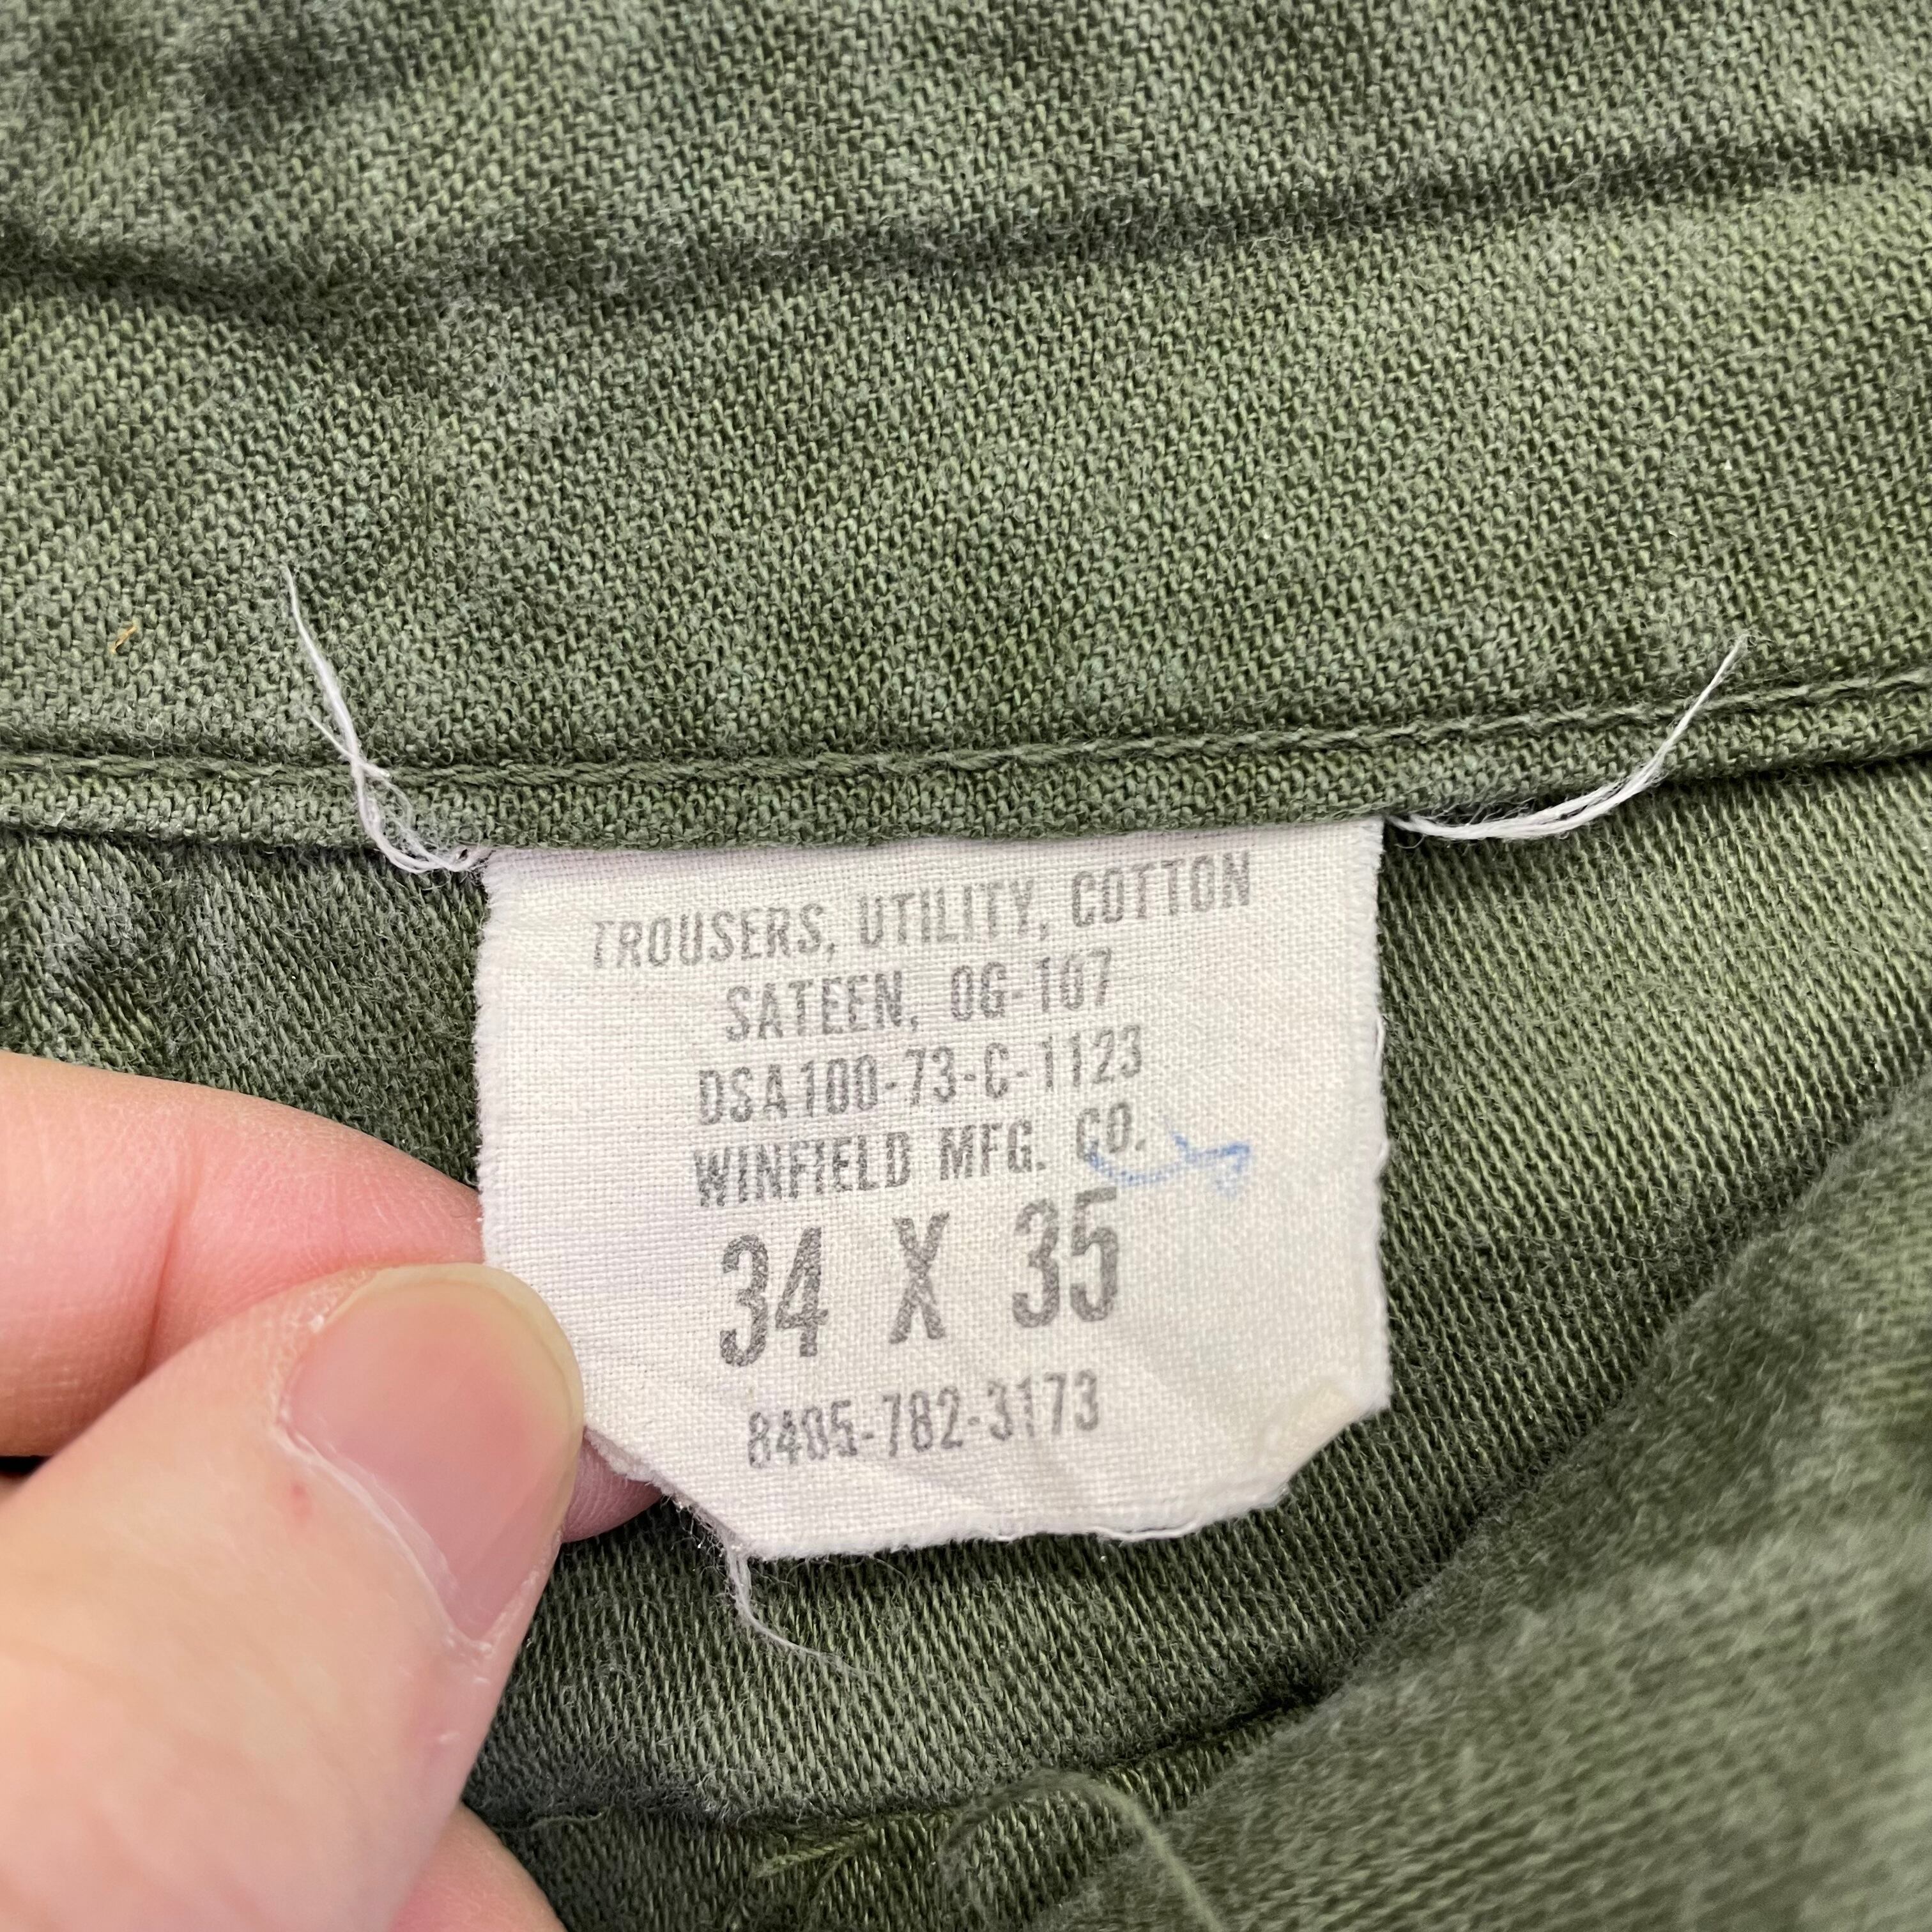 TROUSERS, UTILITY, COTTON
SATEEN, OG-107
DSA100-73-C-1123
WINFIELD MFG. CO.
34 X 35
8405-782-3173